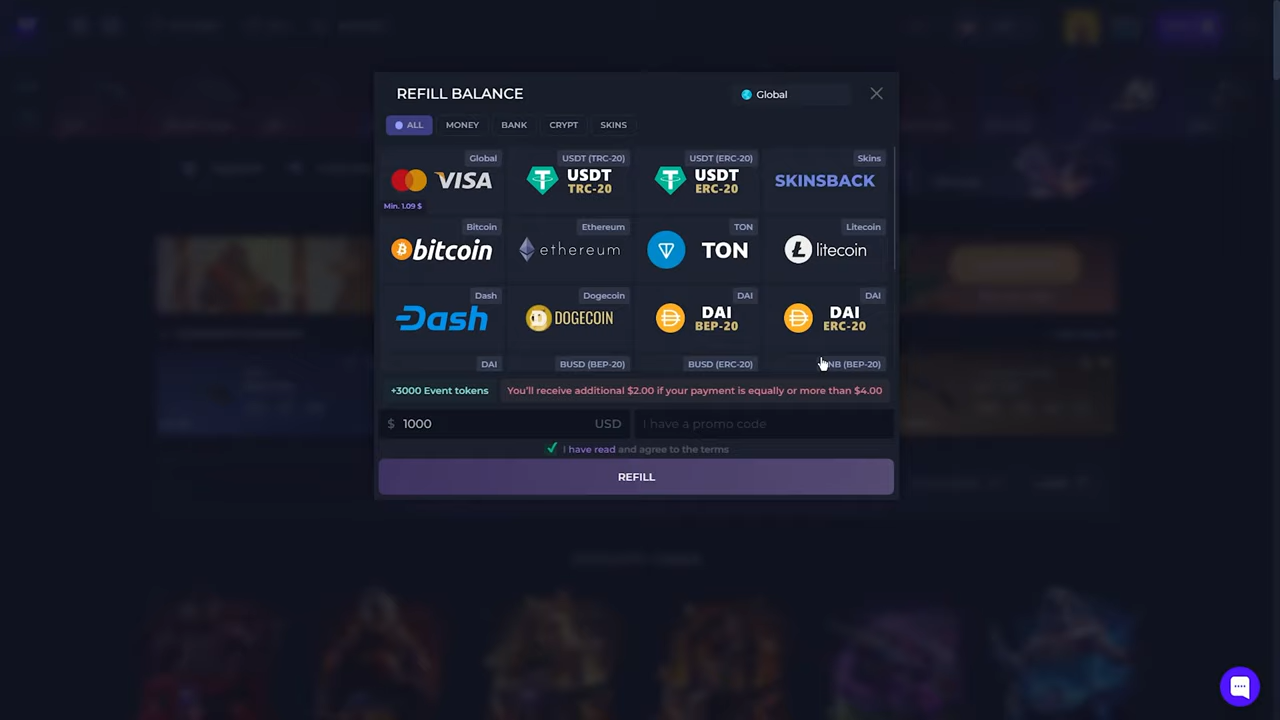 REFILL BALANCE
Global
ALL
MONEY
BANK
CRYPT
SKINS
Global
VISA
Min. 1.09 $
USDT (TRC-20)
USDT
TRC-20
USDT (ERC-20)
USDT
ERC-20
Skins
SKINSBACK
Bitcoin
bitcoin
Ethereum
ethereum
TON
TON
Litecoin
litecoin
Dash
Dash
Dogecoin
DOGECOIN
DAI
DAI
BEP-20
DAI
DAI
ERC-20
DAI
BUSD (BEP-20)
BUSD (ERC-20)
(BEP-20)
+3000 Event tokens
You'll receive additional $2.00 if your payment is equally or more than $4.00
$ 1000 USD
I have a promo code
I have read and agree to the terms
REFILL